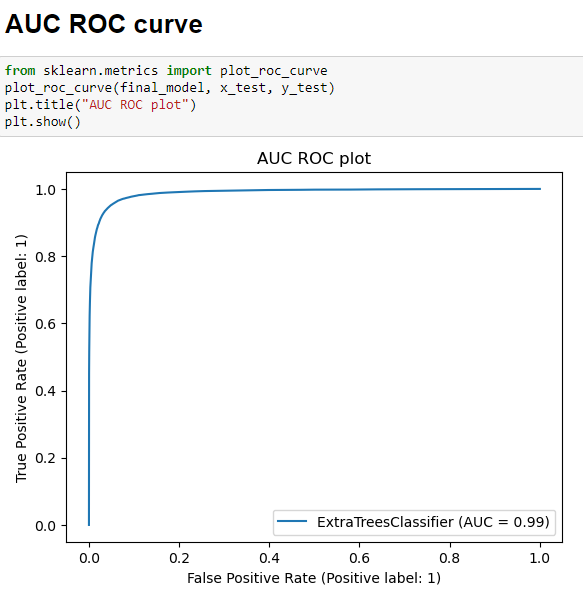 AUC ROC curve
from sklearn.metrics import plot_roc_curve
plot_roc_curve(final_model, x_test, y_test)
plt.title("AUC ROC plot")
plt.show()
AUC ROC plot
True Positive Rate (Positive label: 1)
1.0
0.8
0.6
0.4
0.2
0.0
ExtraTreesClassifier (AUC = 0.99)
0.0 0.2 0.4 0.6 0.8 1.0
False Positive Rate (Positive label: 1)